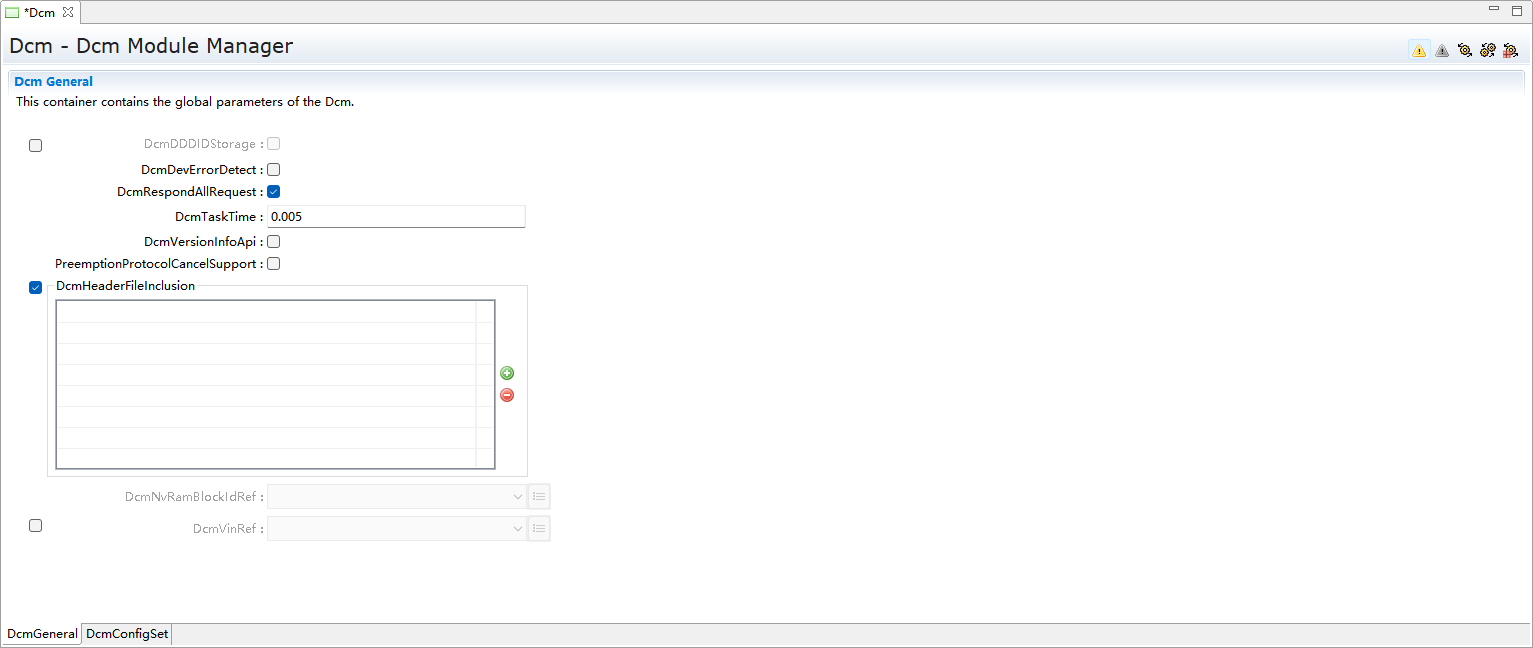 *Dcm
Dcm - Dcm Module Manager
Dcm General
This container contains the global parameters of the Dcm.
DcmDDDIDStorage :
DcmDevErrorDetect :
DcmRespondAllRequest :
DcmTaskTime : 0.005
DcmVersionInfoApi :
PreemptionProtocolCancelSupport :
DcmHeaderFileInclusion
DcmNvRamBlockIdRef :
DcmVinRef :
DcmGeneral DcmConfigSet